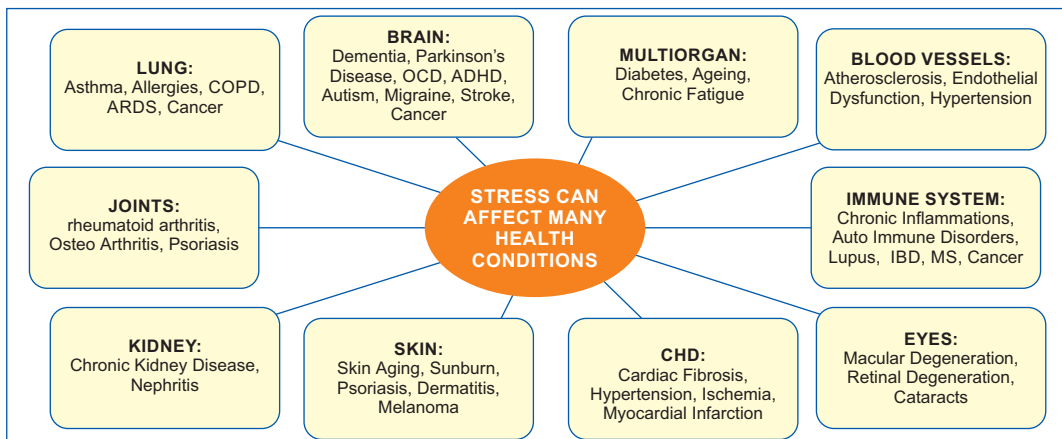 LUNG:
Asthma, Allergies, COPD,
ARDS, Cancer
BRAIN:
Dementia, Parkinson's
Disease, OCD, ADHD,
Autism, Migraine, Stroke,
Cancer
MULTIORGAN:
Diabetes, Ageing,
Chronic Fatigue
BLOOD VESSELS:
Atherosclerosis, Endothelial
Dysfunction, Hypertension
JOINTS:
rheumatoid arthritis,
Osteo Arthritis, Psoriasis
STRESS CAN
AFFECT MANY
HEALTH
CONDITIONS
IMMUNE SYSTEM:
Chronic Inflammations,
Auto Immune Disorders,
Lupus, IBD, MS, Cancer
KIDNEY:
Chronic Kidney Disease,
Nephritis
SKIN:
Skin Aging, Sunburn,
Psoriasis, Dermatitis,
Melanoma
CHD:
Cardiac Fibrosis,
Hypertension, Ischemia,
Myocardial Infarction
EYES:
Macular Degeneration,
Retinal Degeneration,
Cataracts